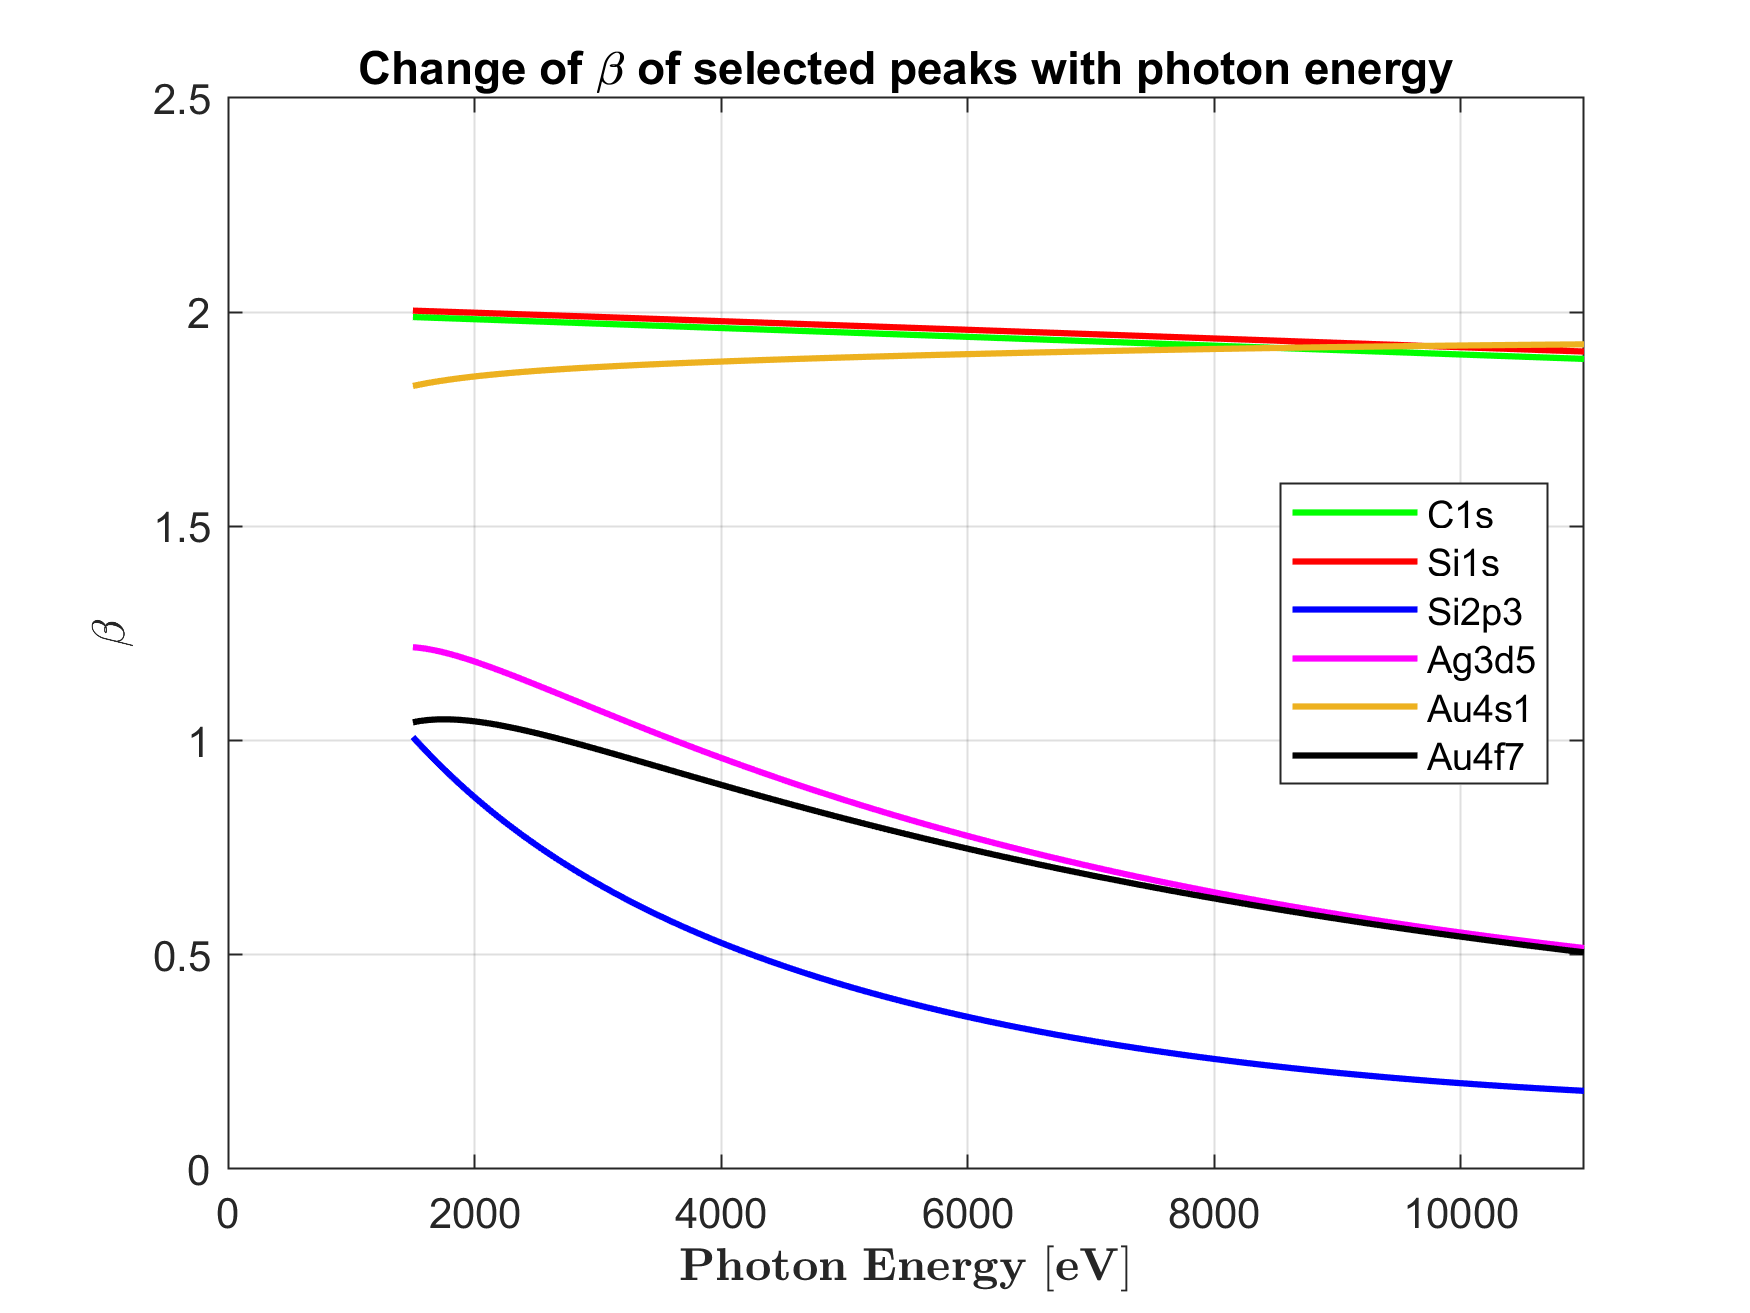 Change of β of selected peaks with photon energy
2.5
2
1.5
1
0.5
0
β
C1s
Si1s
Si2p3
Ag3d5
Au4s1
Au4f7
0 2000 4000 6000 8000 10000
Photon Energy [eV]